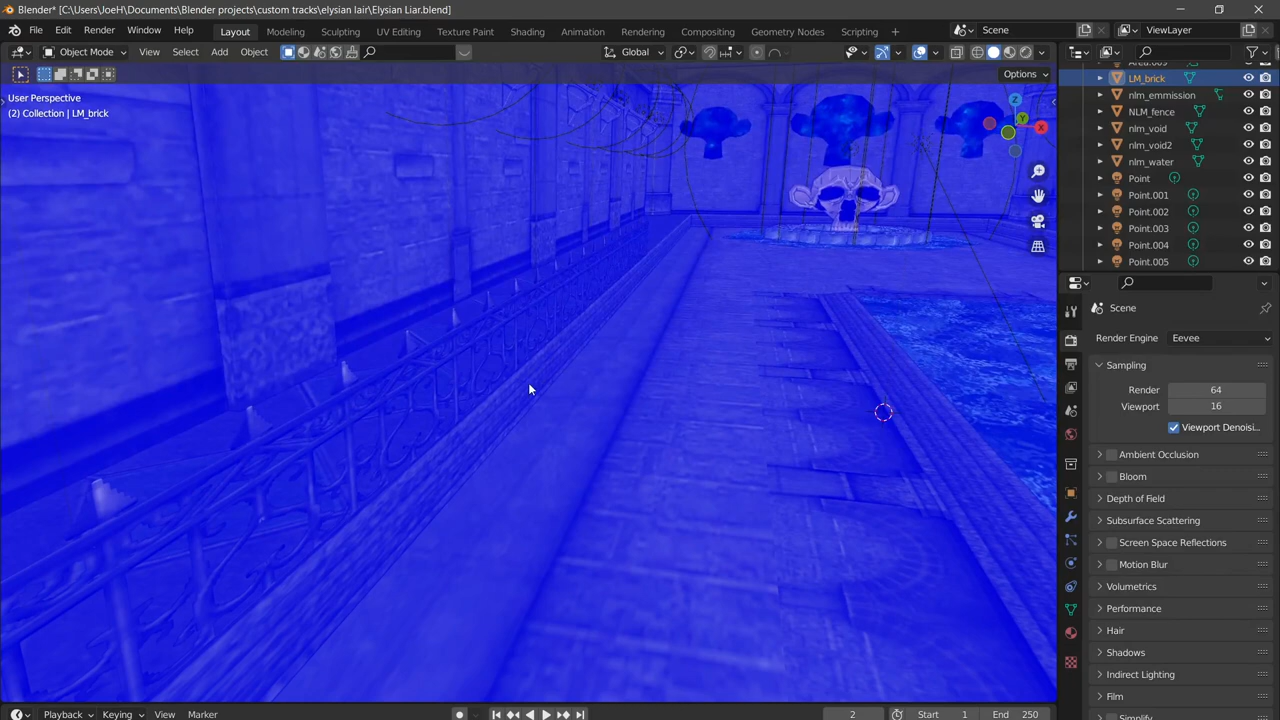 Blender* [C:\Users\JoeH\Documents\Blender projects\custom tracks\elysian lair\Elysian Liar.blend]
File Edit Render Window Help Layout Modeling Sculpting UV Editing Texture Paint Shading Animation Rendering Compositing Geometry Nodes Scripting + Scene ViewLayer
Object Mode View Select Add Object Global
Options
User Perspective
(2) Collection | LM_brick
Z
Y
X
LM_brick
nlm_emmission
NLM_fence
nlm_void
nlm_void2
nlm_water
Point
Point.001
Point.002
Point.003
Point.004
Point.005
Scene
Render Engine Eevee
Sampling
Render 64
Viewport 16
Viewport Denoisi...
Ambient Occlusion
Bloom
Depth of Field
Subsurface Scattering
Screen Space Reflections
Motion Blur
Volumetrics
Performance
Hair
Shadows
Indirect Lighting
Film
Playback Keying View Marker 2 Start 1 End 250